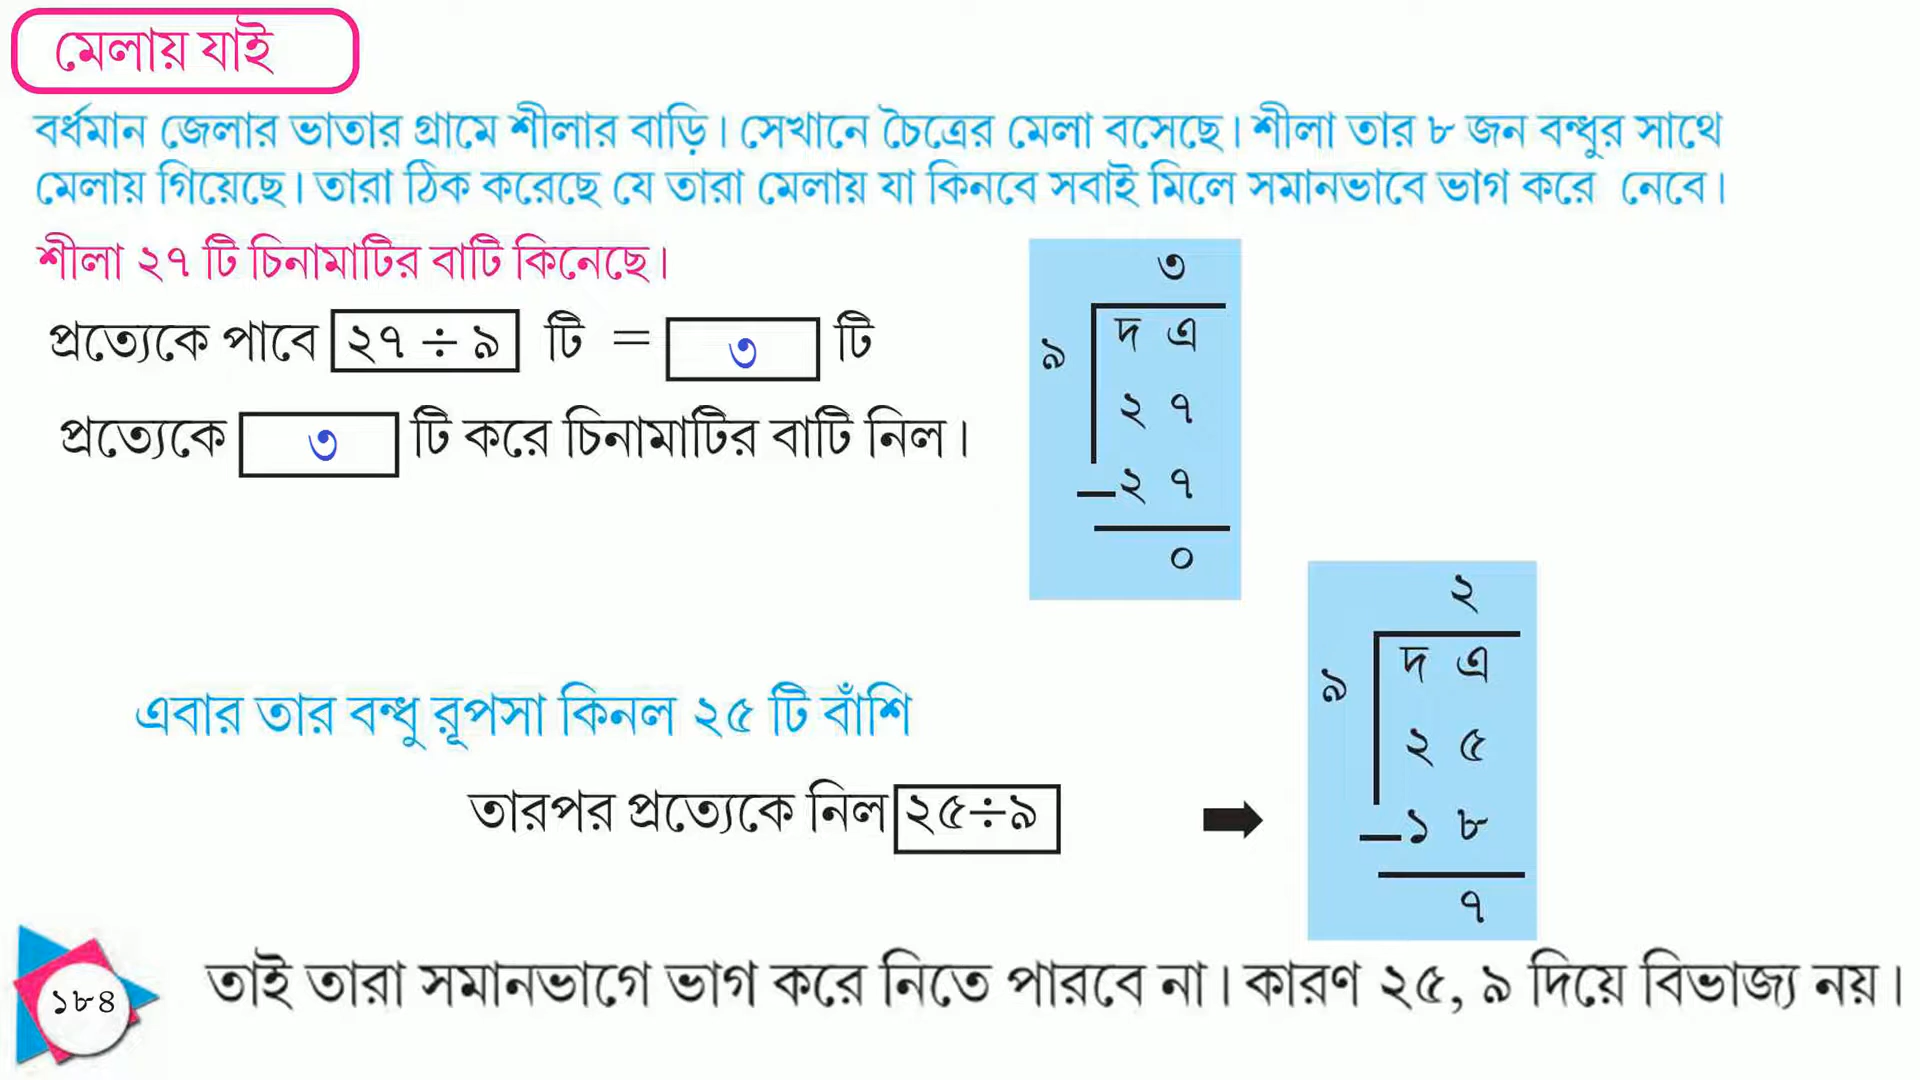 মেলায় যাই
বর্ধমান জেলার ভাতার গ্রামে শীলার বাড়ি। সেখানে চৈত্রের মেলা বসেছে। শীলা তার ৮ জন বন্ধুর সাথে
মেলায় গিয়েছে। তারা ঠিক করেছে যে তারা মেলায় যা কিনবে সবাই মিলে সমানভাবে ভাগ করে নেবে।
শীলা ২৭ টি চিনামাটির বাটি কিনেছে।
প্রত্যেকে পাবে ২৭ ÷ ৯ টি = ৩ টি
প্রত্যেকে ৩ টি করে চিনামাটির বাটি নিল।
৩
দ এ
৯
২ ৭
–২ ৭
০
এবার তার বন্ধু রূপসা কিনল ২৫ টি বাঁশি
তারপর প্রত্যেকে নিল ২৫÷৯
২
দ এ
৯
২ ৫
–১ ৮
৭
তাই তারা সমানভাগে ভাগ করে নিতে পারবে না। কারণ ২৫, ৯ দিয়ে বিভাজ্য নয়।
১৮৪